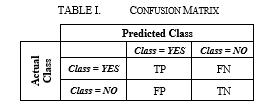 TABLE I. CONFUSION MATRIX
Predicted Class
Actual Class
Class = YES Class = NO
Class = YES TP FN
Class = NO FP TN